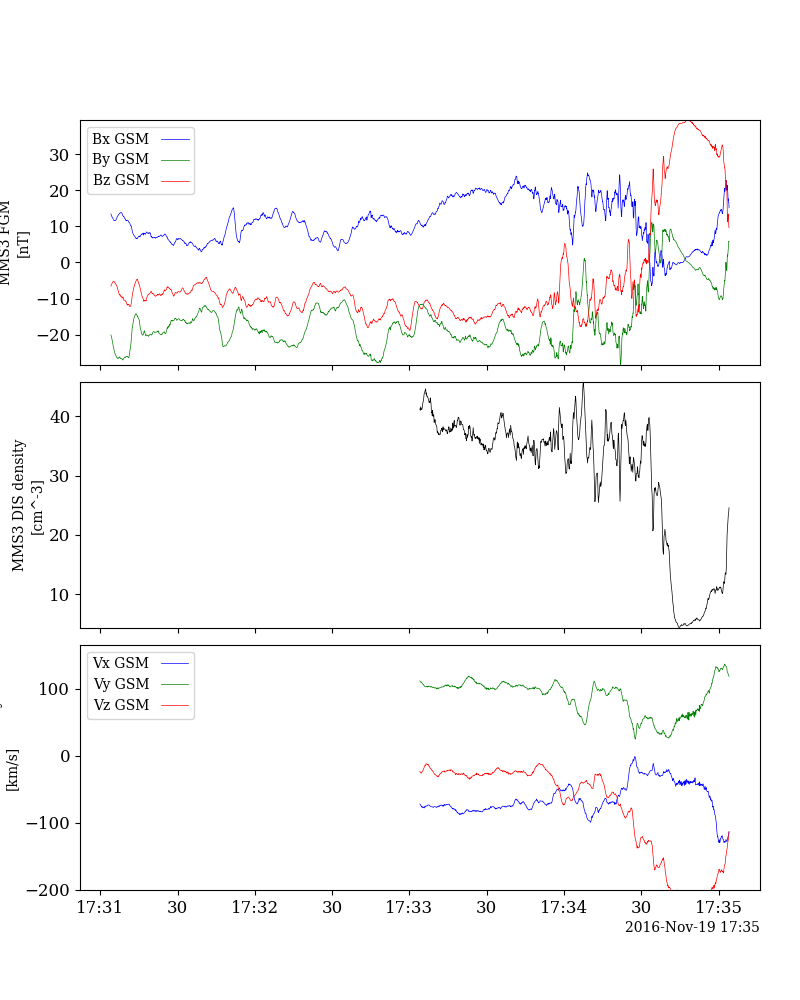 Bx GSM
By GSM
Bz GSM
30
20
10
0
−10
−20
MMS3 FGM
[nT]
40
30
20
10
MMS3 DIS density
[cm^-3]
Vx GSM
Vy GSM
Vz GSM
100
0
−100
−200
[km/s]
17:31 30 17:32 30 17:33 30 17:34 30 17:35
2016-Nov-19 17:35